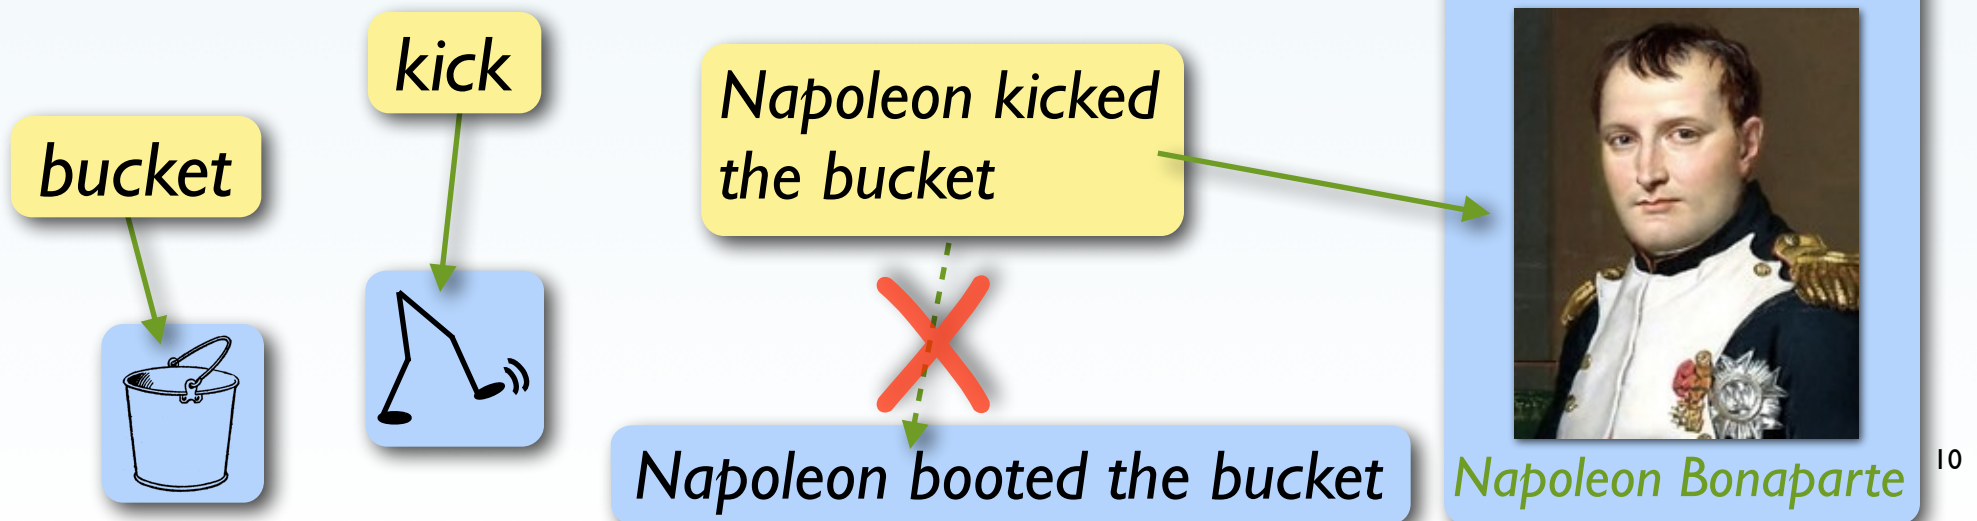 kick
bucket
Napoleon kicked
the bucket
Napoleon booted the bucket
Napoleon Bonaparte
10